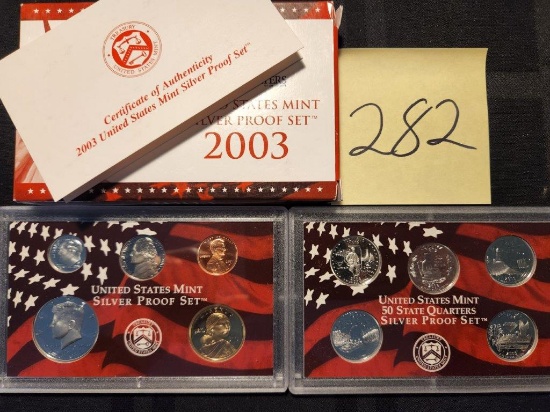 Certificate of Authenticity
2003 United States Mint Silver Proof Set™
STATES MINT
SILVER PROOF SET™
2003
282
UNITED STATES MINT
SILVER PROOF SET™
UNITED STATES MINT
50 STATE QUARTERS
SILVER PROOF SET™